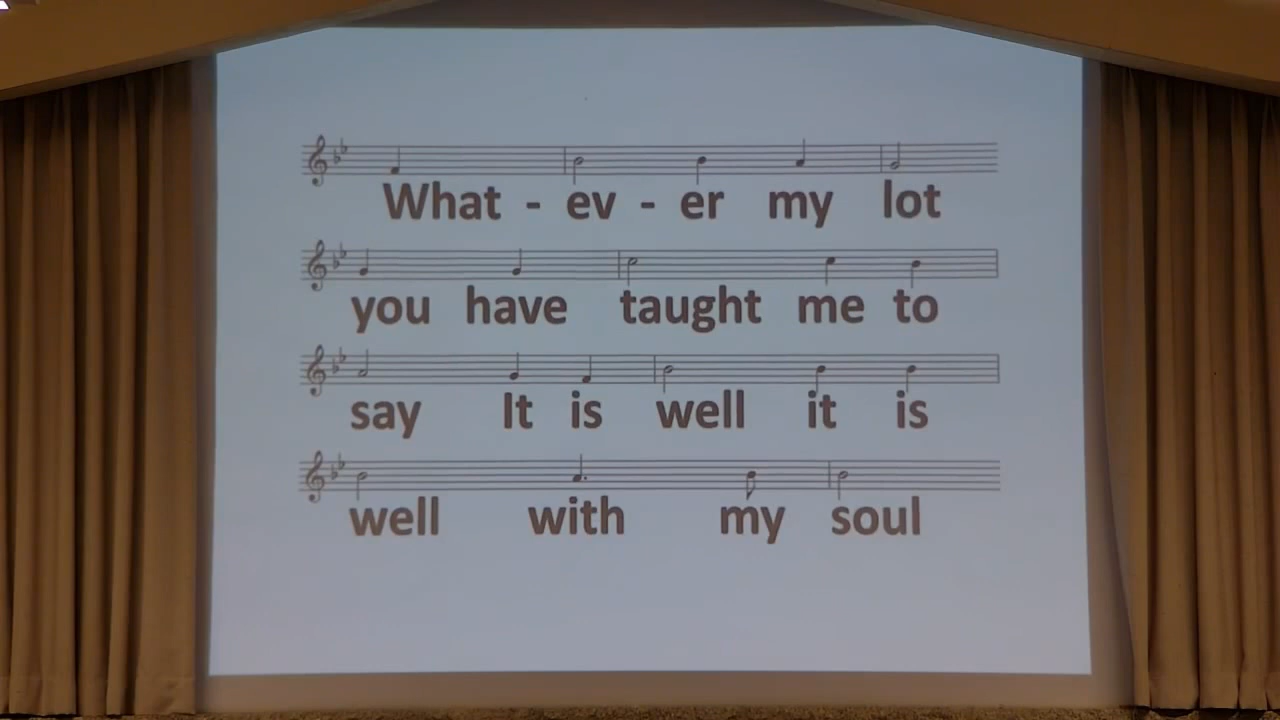 What - ev - er my lot
you have taught me to
say It is well it is
well with my soul